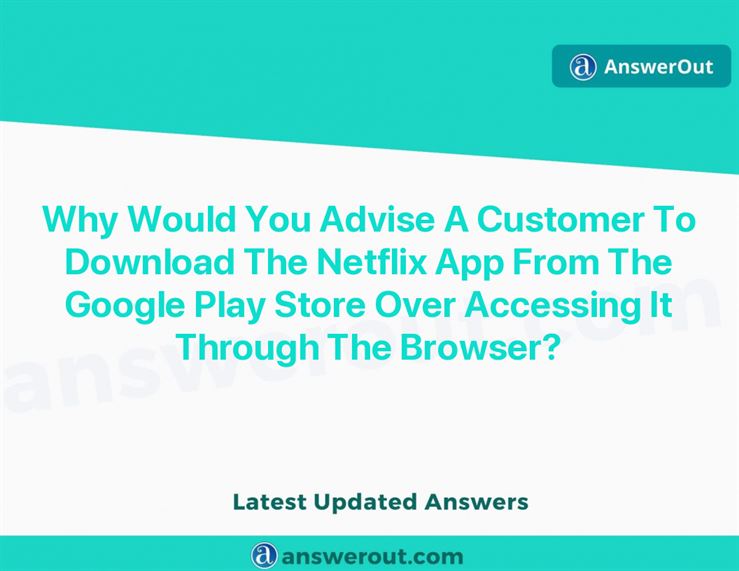 AnswerOut
Why Would You Advise A Customer To
Download The Netflix App From The
Google Play Store Over Accessing It
Through The Browser?
answerout.com
Latest Updated Answers
answerout.com